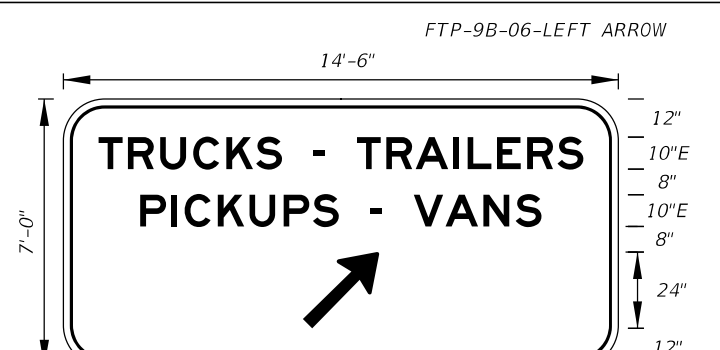 FTP-9B-06-LEFT ARROW
14'-6"
12"
TRUCKS - TRAILERS
10"E
8"
PICKUPS - VANS
10"E
7'-0"
8"
24"
12"